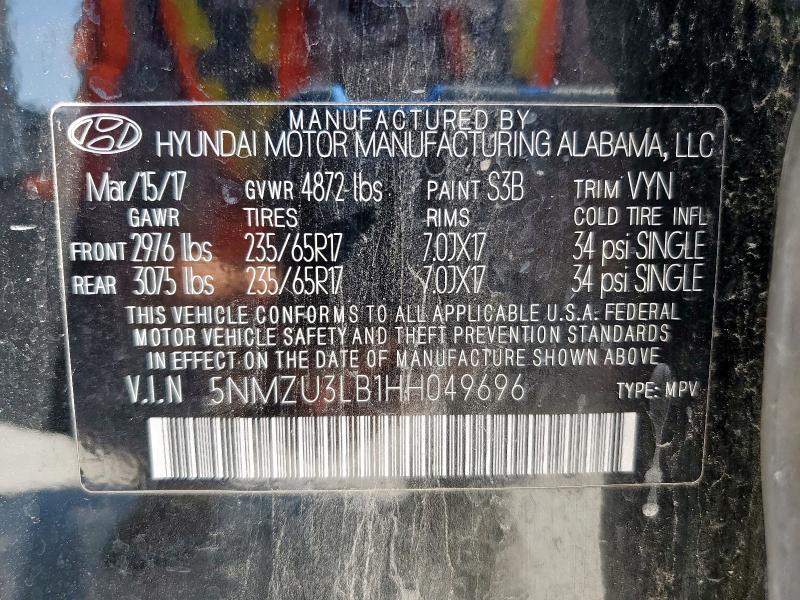 MANUFACTURED BY
HYUNDAI MOTOR MANUFACTURING ALABAMA, LLC
Mar/15/17 GVWR 4872 lbs PAINT S3B TRIM VYN
GAWR TIRES RIMS COLD TIRE INFL
FRONT 2976 lbs 235/65R17 7.0JX17 34 psi SINGLE
REAR 3075 lbs 235/65R17 7.0JX17 34 psi SINGLE
THIS VEHICLE CONFORMS TO ALL APPLICABLE U.S.A. FEDERAL
MOTOR VEHICLE SAFETY AND THEFT PREVENTION STANDARDS
IN EFFECT ON THE DATE OF MANUFACTURE SHOWN ABOVE
V.I.N 5NMZU3LB1HH049696 TYPE: MPV